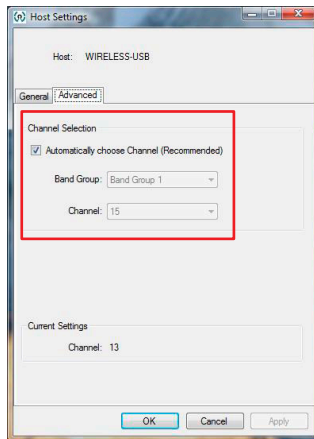 Host Settings
Host: WIRELESS-USB
General Advanced
Channel Selection
Automatically choose Channel (Recommended)
Band Group: Band Group 1
Channel: 15
Current Settings
Channel: 13
OK Cancel Apply